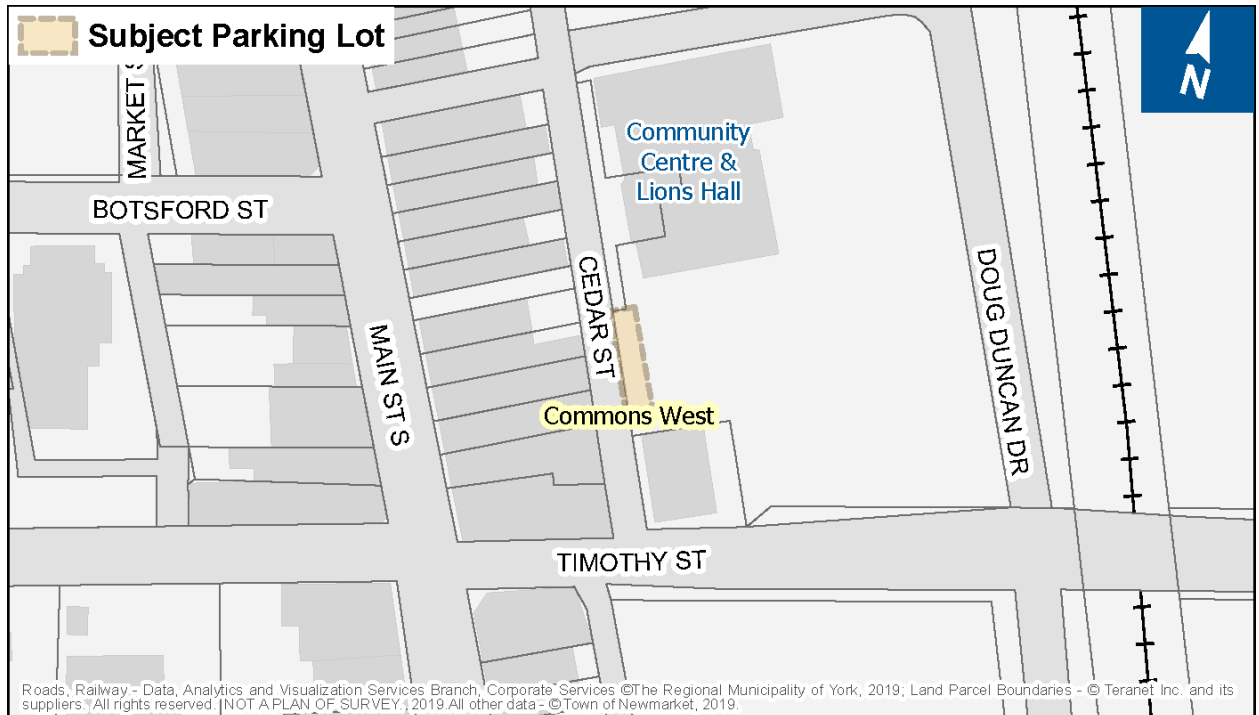 Subject Parking Lot
N
MARKET S
Community
Centre &
Lions Hall
BOTSFORD ST
CEDAR ST
DOUG DUNCAN DR
MAIN ST S
Commons West
TIMOTHY ST
Roads, Railway - Data, Analytics and Visualization Services Branch, Corporate Services ©The Regional Municipality of York, 2019; Land Parcel Boundaries - © Teranet Inc. and its
suppliers. All rights reserved. NOT A PLAN OF SURVEY. 2019 All other data - ©Town of Newmarket, 2019.